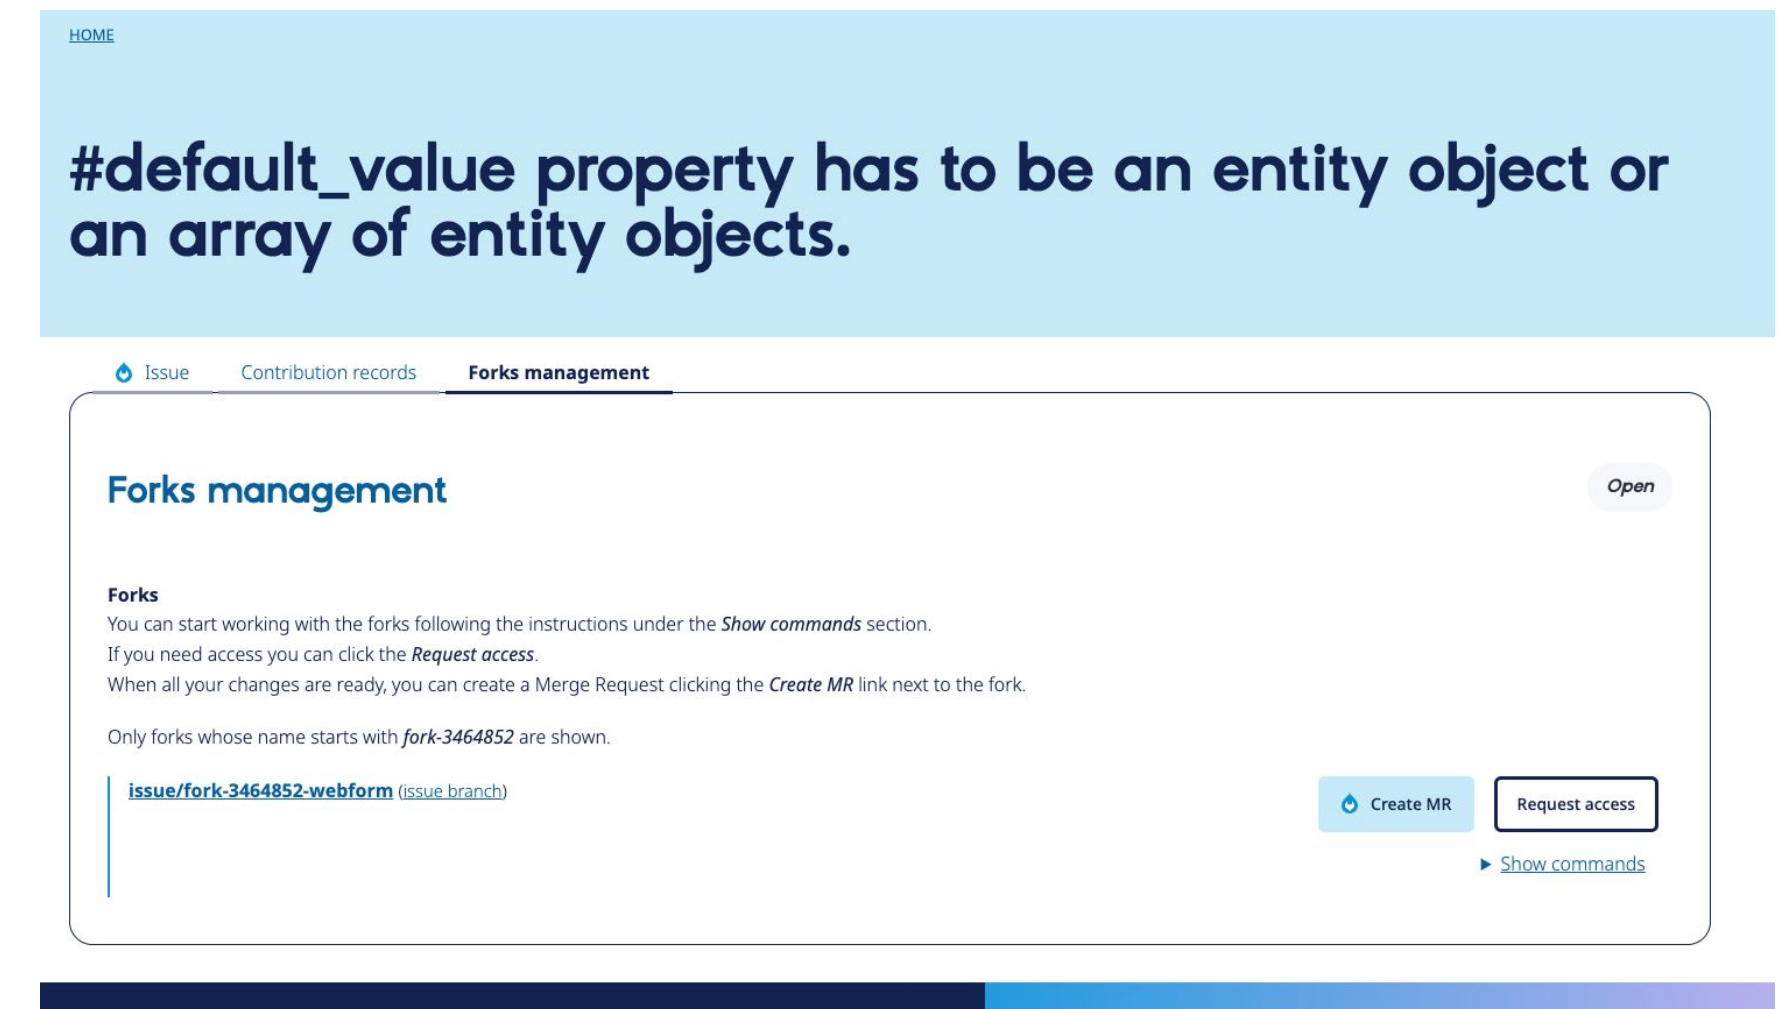 HOME
#default_value property has to be an entity object or
an array of entity objects.
Issue
Contribution records
Forks management
Forks management
Open
Forks
You can start working with the forks following the instructions under the Show commands section.
If you need access you can click the Request access.
When all your changes are ready, you can create a Merge Request clicking the Create MR link next to the fork.
Only forks whose name starts with fork-3464852 are shown.
issue/fork-3464852-webform (issue branch)
Create MR
Request access
Show commands